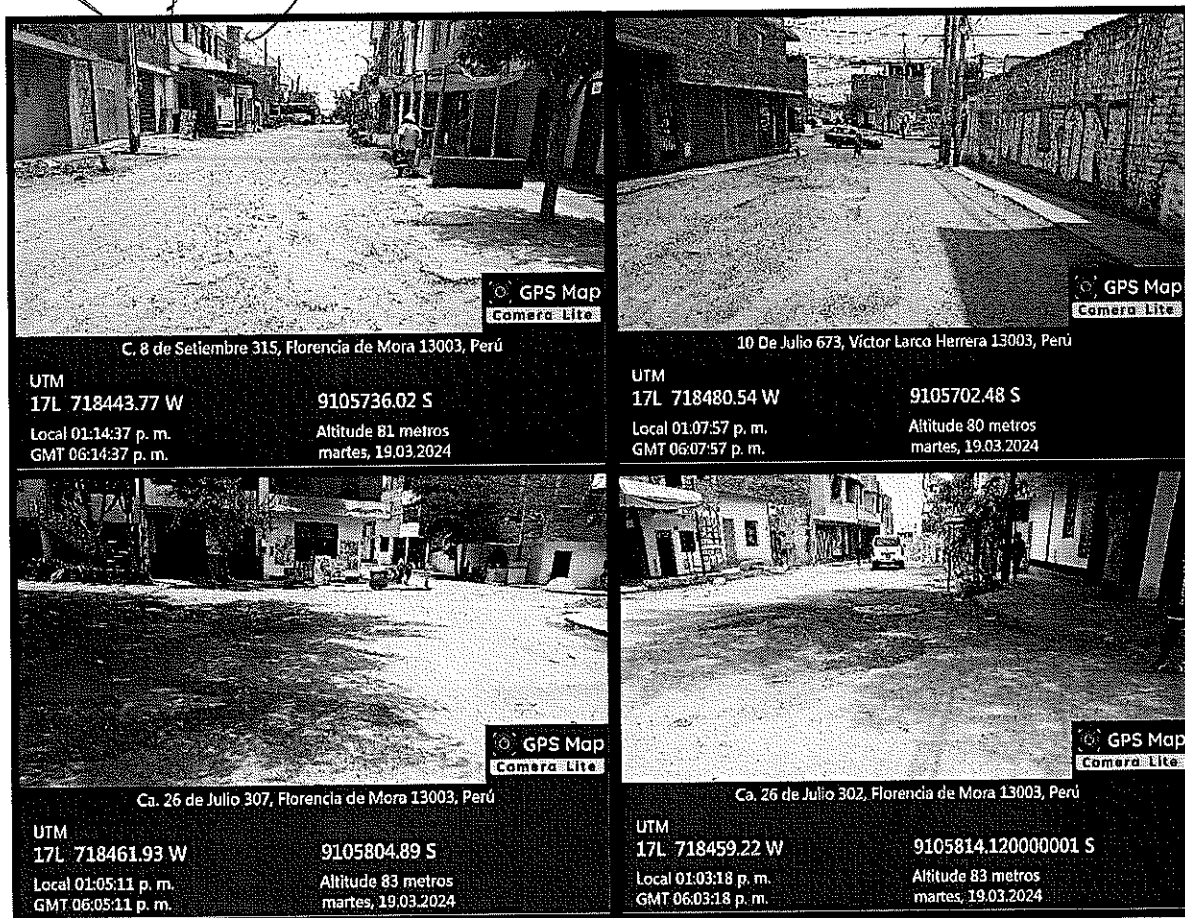 GPS Map
Camera Lite
C. 8 de Setiembre 315, Florencia de Mora 13003, Perú
UTM
17L 718443.77 W 9105736.02 S
Local 01:14:37 p. m. Altitude 81 metros
GMT 06:14:37 p. m. martes, 19.03.2024
GPS Map
Camera Lite
10 De Julio 673, Víctor Larco Herrera 13003, Perú
UTM
17L 718480.54 W 9105702.48 S
Local 01:07:57 p. m. Altitude 80 metros
GMT 06:07:57 p. m. martes, 19.03.2024
GPS Map
Camera Lite
Ca. 26 de Julio 307, Florencia de Mora 13003, Perú
UTM
17L 718461.93 W 9105804.89 S
Local 01:05:11 p. m. Altitude 83 metros
GMT 06:05:11 p. m. martes, 19.03.2024
GPS Map
Camera Lite
Ca. 26 de Julio 302, Florencia de Mora 13003, Perú
UTM
17L 718459.22 W 9105814.120000001 S
Local 01:03:18 p. m. Altitude 83 metros
GMT 06:03:18 p. m. martes, 19.03.2024